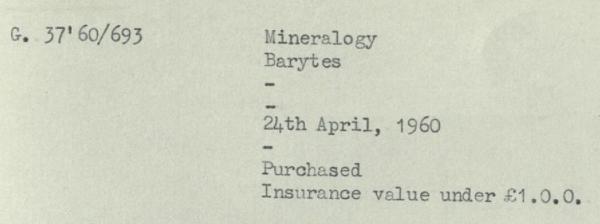 G. 37'60/693 Mineralogy
Barytes
-
-
24th April, 1960
-
Purchased
Insurance value under £1.0.0.